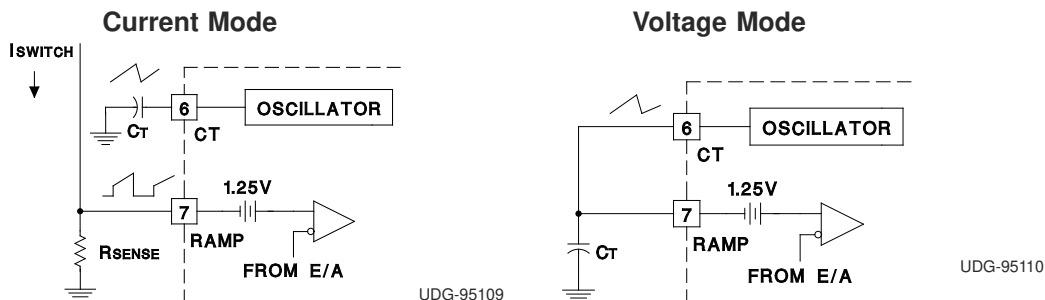 Current Mode
ISWITCH
6
OSCILLATOR
CT
CT
1.25V
7
RAMP
RSENSE
FROM E/A
UDG-95109
Voltage Mode
6
OSCILLATOR
CT
1.25V
7
RAMP
CT
FROM E/A
UDG-95110